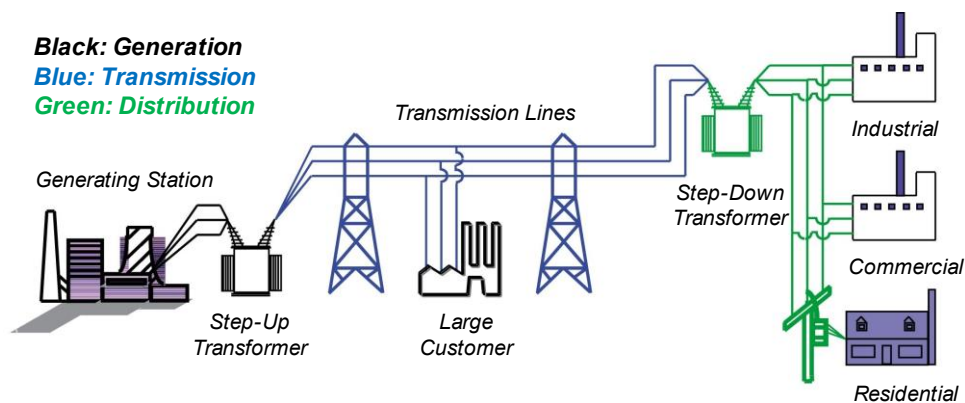 Black: Generation
Blue: Transmission
Green: Distribution
Transmission Lines
Generating Station
Step-Up
Transformer
Large
Customer
Step-Down
Transformer
Industrial
Commercial
Residential